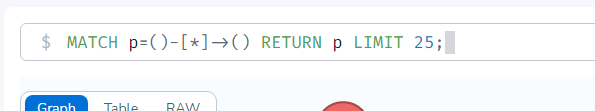 $ MATCH p=()-[*]->() RETURN p LIMIT 25;
Graph Table RAW